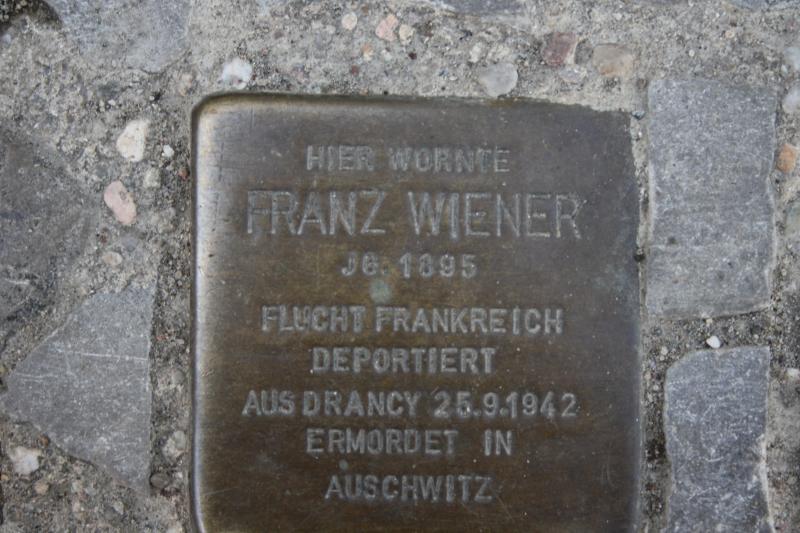 HIER WOHNTE
FRANZ WIENER
JG. 1895
FLUCHT FRANKREICH
DEPORTIERT
AUS DRANCY 25.9.1942
ERMORDET IN
AUSCHWITZ